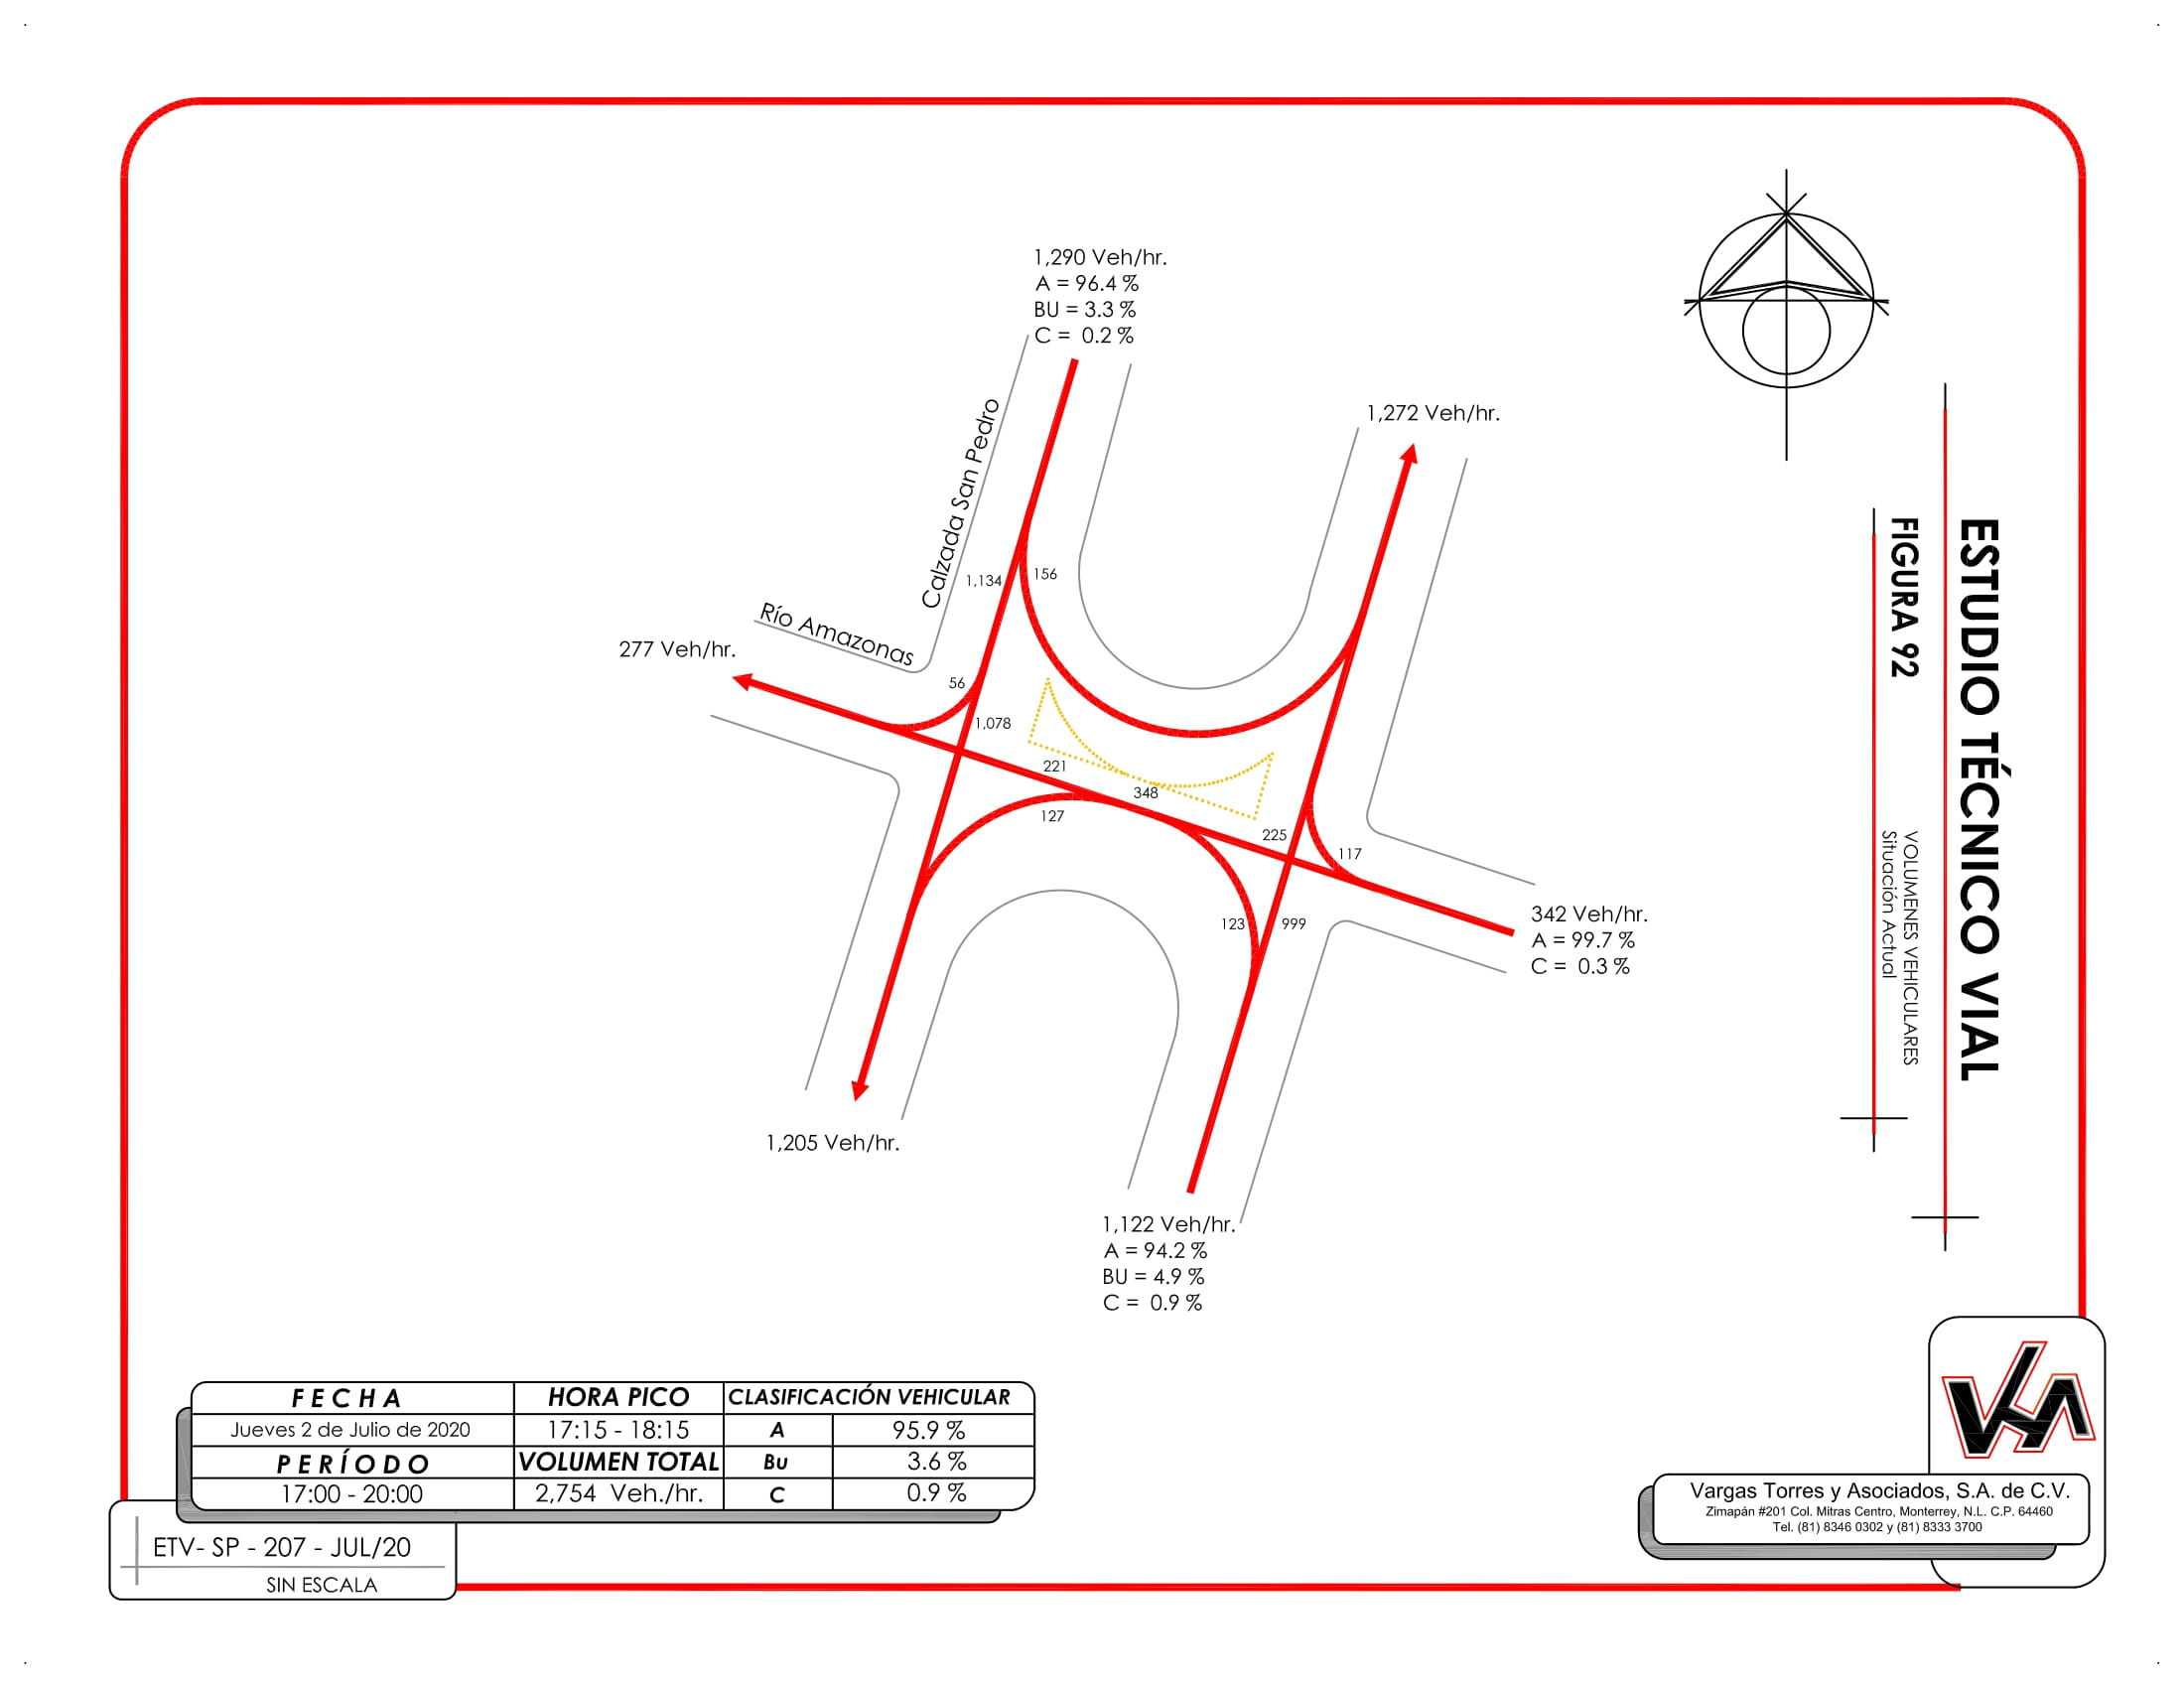 1,290 Veh/hr.
A = 96.4 %
BU = 3.3 %
C = 0.2 %
1,272 Veh/hr.
Calzada San Pedro
Río Amazonas
277 Veh/hr.
1,134
156
56
1,078
221
348
127
225
117
123
999
342 Veh/hr.
A = 99.7 %
C = 0.3 %
1,205 Veh/hr.
1,122 Veh/hr.
A = 94.2 %
BU = 4.9 %
C = 0.9 %
ESTUDIO TÉCNICO VIAL
FIGURA 92
VOLUMENES VEHICULARES
Situación Actual
FECHA HORA PICO CLASIFICACIÓN VEHICULAR
Jueves 2 de Julio de 2020 17:15 - 18:15 A 95.9 %
PERÍODO VOLUMEN TOTAL Bu 3.6 %
17:00 - 20:00 2,754 Veh./hr. C 0.9 %
ETV- SP - 207 - JUL/20
SIN ESCALA
Vargas Torres y Asociados, S.A. de C.V.
Zimapán #201 Col. Mitras Centro, Monterrey, N.L. C.P. 64460
Tel. (81) 8346 0302 y (81) 8333 3700